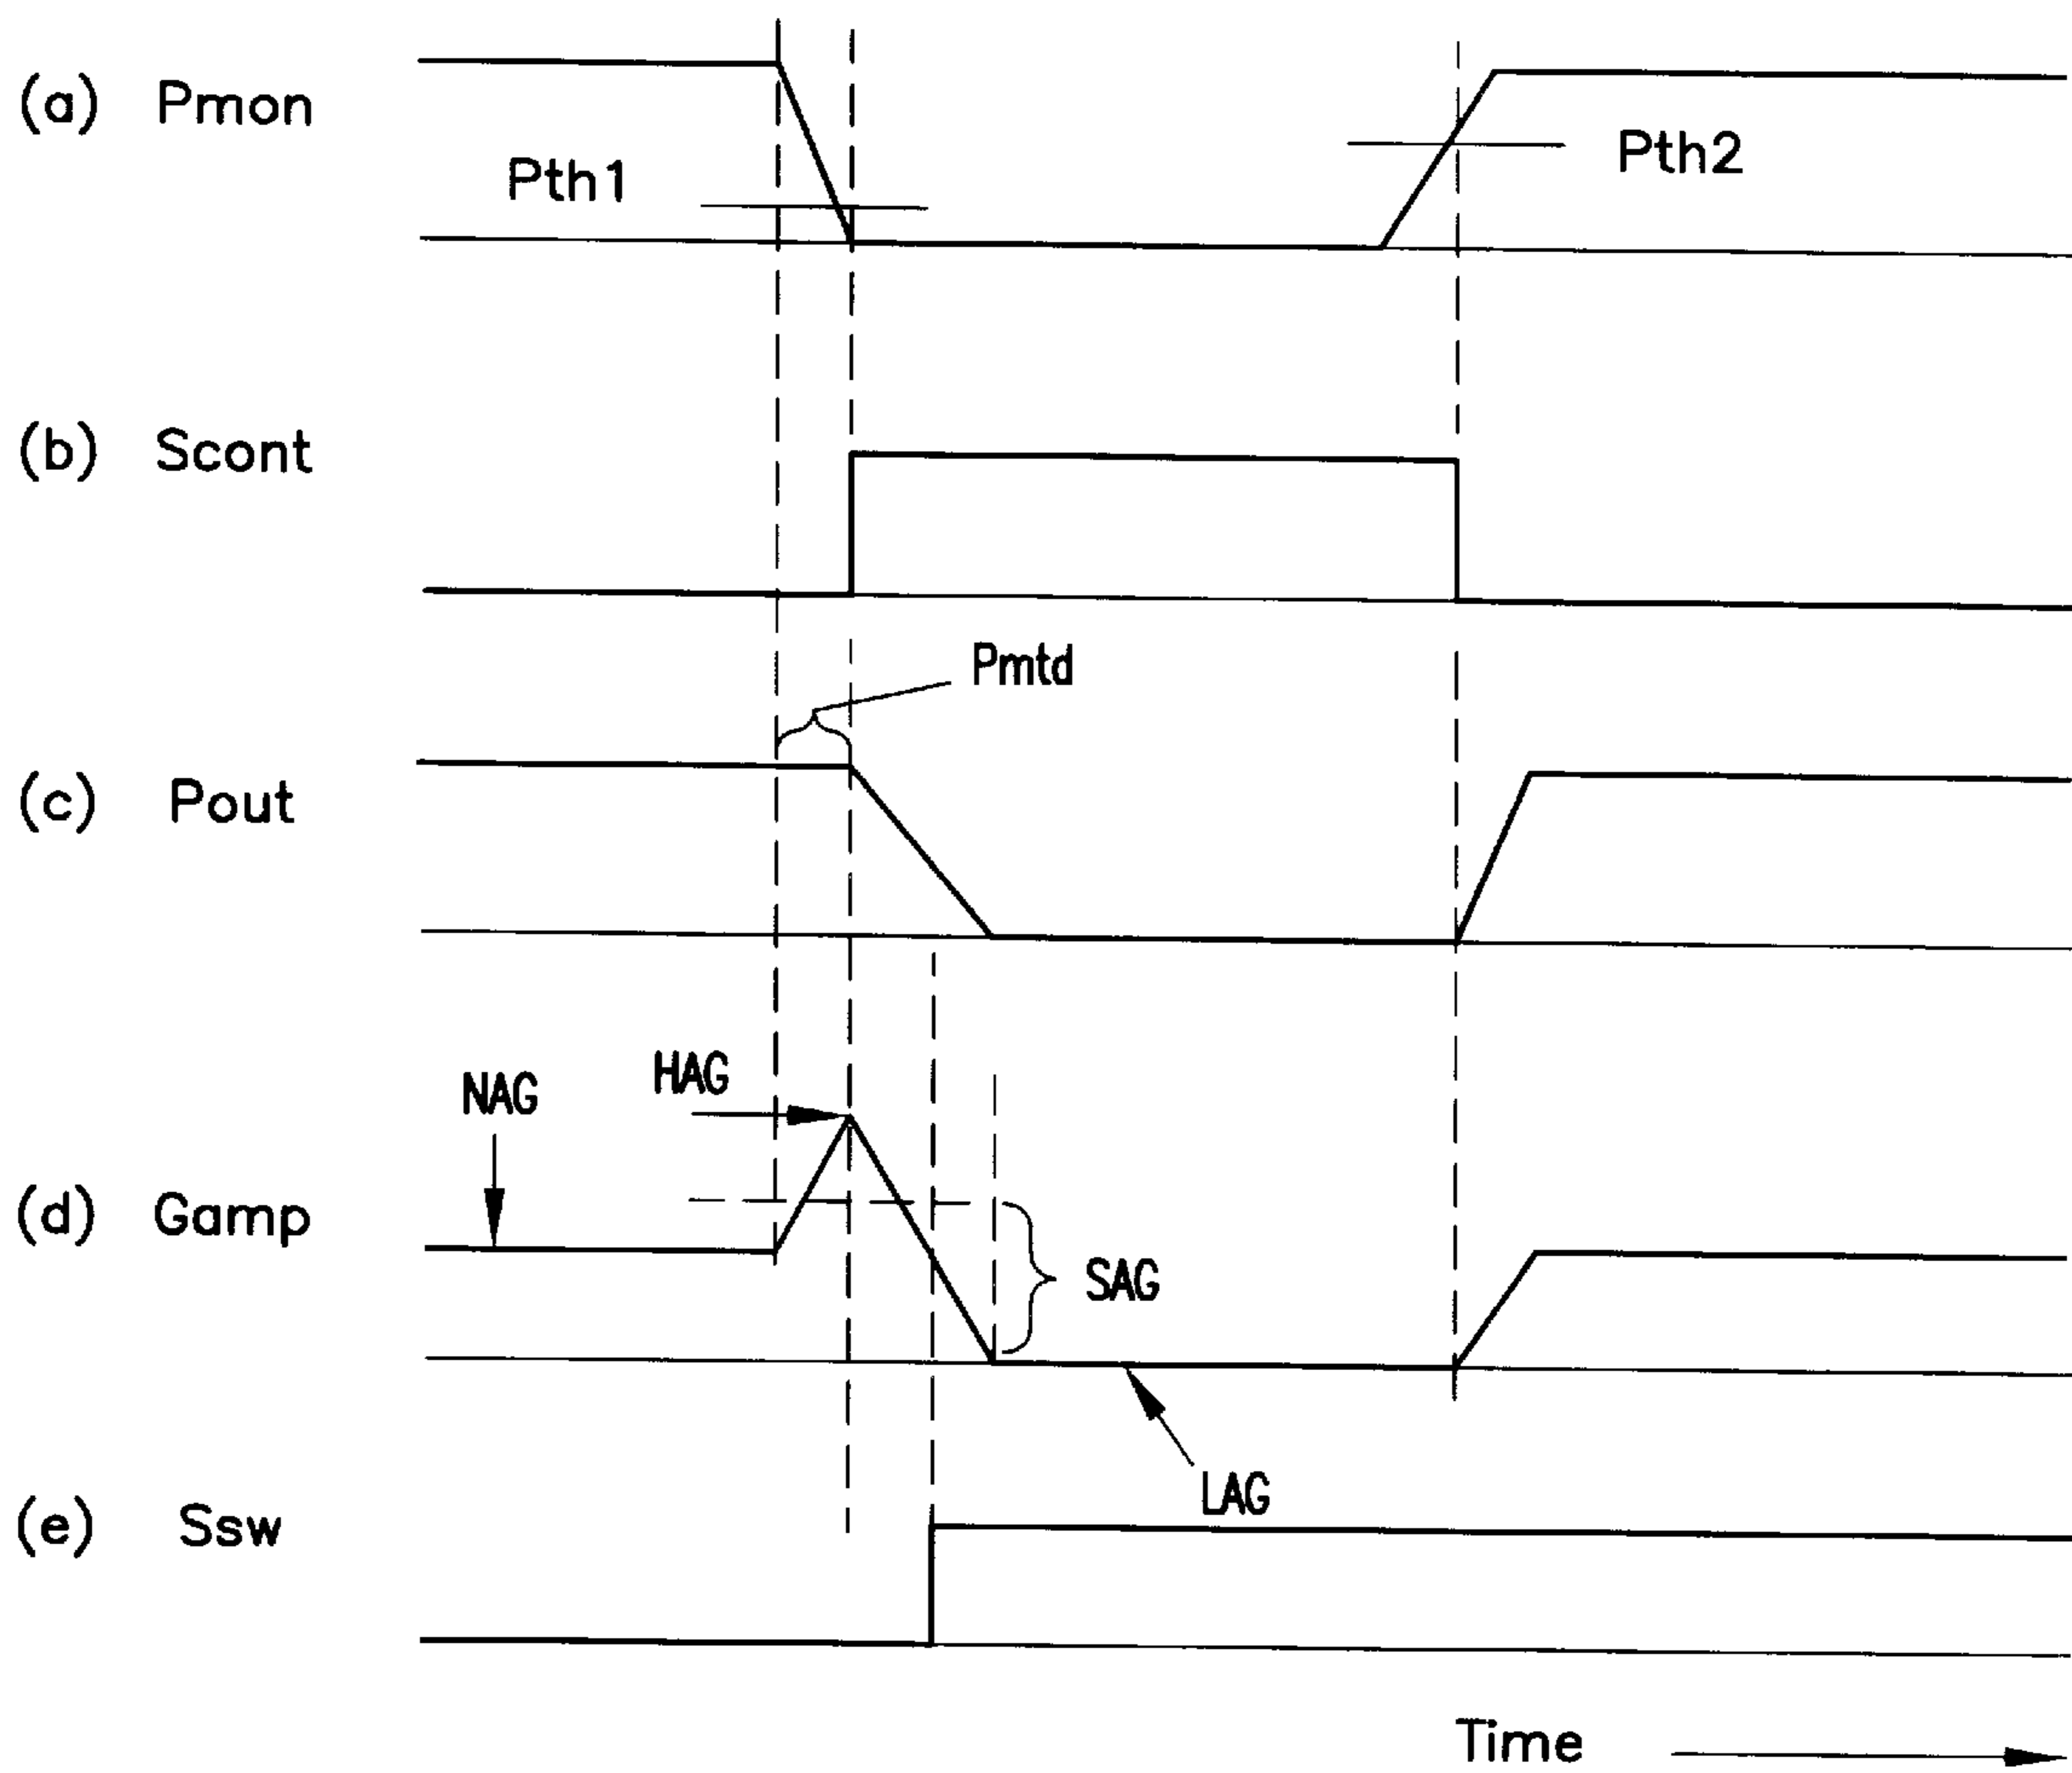 (a) Pmon
Pth1
Pth2
(b) Scont
Pmtd
(c) Pout
NAG
HAG
(d) Gamp
SAG
LAG
(e) Ssw
Time